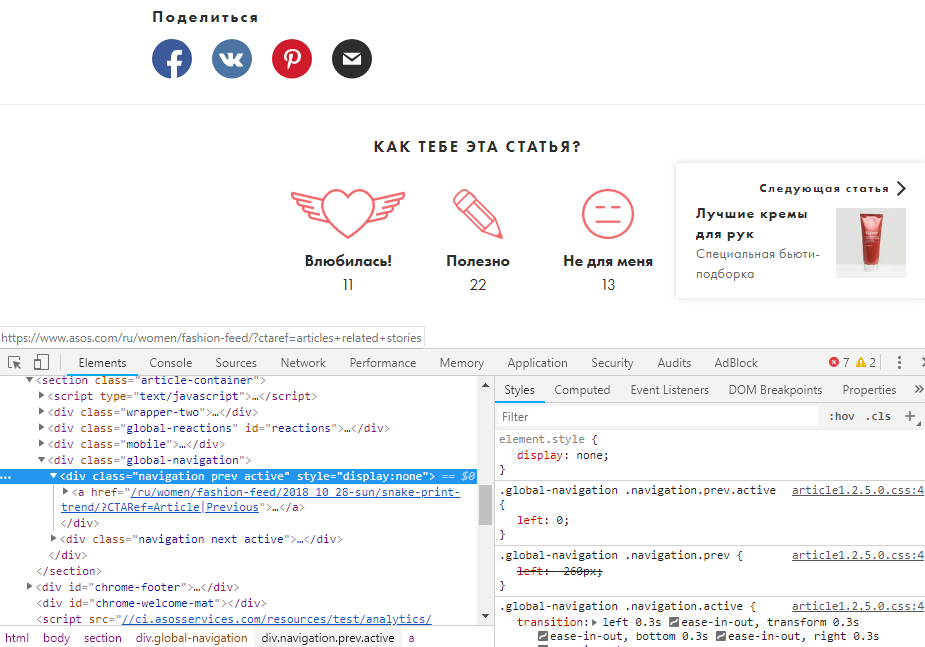 Поделиться
КАК ТЕБЕ ЭТА СТАТЬЯ?
Влюбилась!
11
Полезно
22
Не для меня
13
Следующая статья
Лучшие кремы
для рук
Специальная бьюти-
подборка
https://www.asos.com/ru/women/fashion-feed/?ctaref=articles+related+stories
Elements Console Sources Network Performance Memory Application Security Audits AdBlock 7 2
<section class="article-container">
<script type="text/javascript">…</script>
<div class="wrapper-two">…</div>
<div class="global-reactions" id="reactions">…</div>
<div class="mobile">…</div>
<div class="global-navigation">
<div class="navigation prev active" style="display:none"> == $0
<a href="/ru/women/fashion-feed/2018_10_28-sun/snake-print-
trend/?CTARef=Article|Previous">…</a>
</div>
<div class="navigation next active">…</div>
</div>
</section>
<div id="chrome-footer">…</div>
<div id="chrome-welcome-mat"></div>
<script src="//ci.asosservices.com/resources/test/analytics/
html body section div.global-navigation div.navigation.prev.active a
Styles Computed Event Listeners DOM Breakpoints Properties »
Filter :hov .cls +
element.style {
display: none;
}
.global-navigation .navigation.prev.active article1.2.5.0.css:4
{
left: 0;
}
.global-navigation .navigation.prev { article1.2.5.0.css:4
left: -260px;
}
.global-navigation .navigation.active { article1.2.5.0.css:4
transition: left 0.3s ease-in-out, transform 0.3s
ease-in-out, bottom 0.3s ease-in-out, right 0.3s